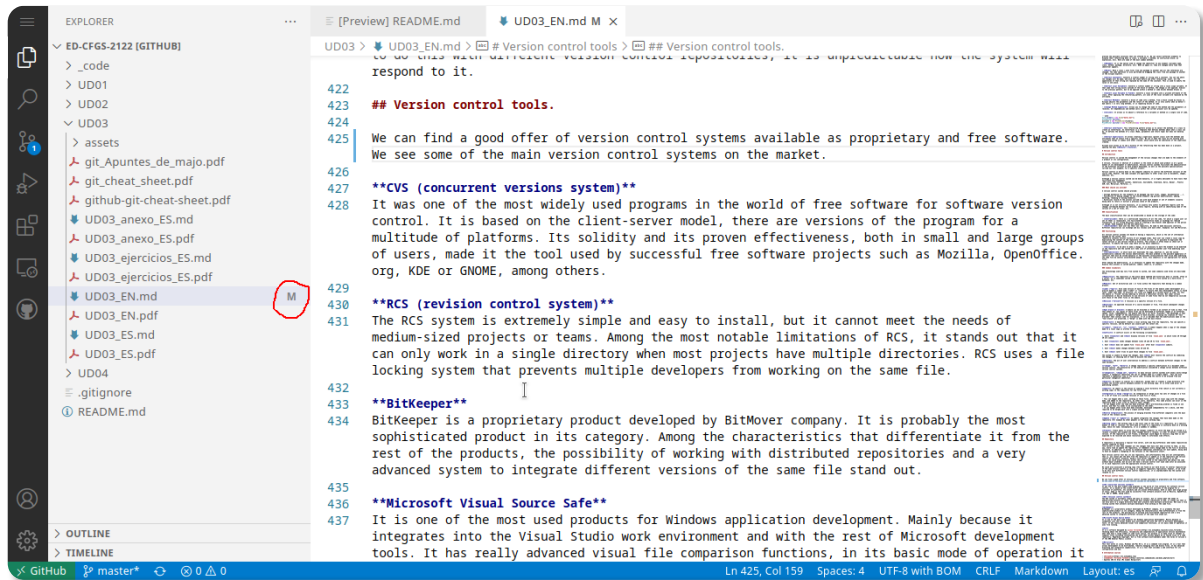 EXPLORER
ED-CFGS-2122 [GITHUB]
_code
UD01
UD02
UD03
assets
git_Apuntes_de_majo.pdf
git_cheat_sheet.pdf
github-git-cheat-sheet.pdf
UD03_anexo_ES.md
UD03_anexo_ES.pdf
UD03_ejercicios_ES.md
UD03_ejercicios_ES.pdf
UD03_EN.md M
UD03_EN.pdf
UD03_ES.md
UD03_ES.pdf
UD04
.gitignore
README.md
OUTLINE
TIMELINE
1
[Preview] README.md
UD03_EN.md M
UD03 > UD03_EN.md > # Version control tools > ## Version control tools.
to do this with different version control repositories, it is unpredictable how the system will
respond to it.
422
423 ## Version control tools.
424
425 We can find a good offer of version control systems available as proprietary and free software.
We see some of the main version control systems on the market.
426
427 **CVS (concurrent versions system)**
428 It was one of the most widely used programs in the world of free software for software version
control. It is based on the client-server model, there are versions of the program for a
multitude of platforms. Its solidity and its proven effectiveness, both in small and large groups
of users, made it the tool used by successful free software projects such as Mozilla, OpenOffice.
org, KDE or GNOME, among others.
429
430 **RCS (revision control system)**
431 The RCS system is extremely simple and easy to install, but it cannot meet the needs of
medium-sized projects or teams. Among the most notable limitations of RCS, it stands out that it
can only work in a single directory when most projects have multiple directories. RCS uses a file
locking system that prevents multiple developers from working on the same file.
432
433 **BitKeeper**
434 BitKeeper is a proprietary product developed by BitMover company. It is probably the most
sophisticated product in its category. Among the characteristics that differentiate it from the
rest of the products, the possibility of working with distributed repositories and a very
advanced system to integrate different versions of the same file stand out.
435
436 **Microsoft Visual Source Safe**
437 It is one of the most used products for Windows application development. Mainly because it
integrates into the Visual Studio work environment and with the rest of Microsoft development
tools. It has really advanced visual file comparison functions, in its basic mode of operation it
GitHub master* 0 0 Ln 425, Col 159 Spaces: 4 UTF-8 with BOM CRLF Markdown Layout: es